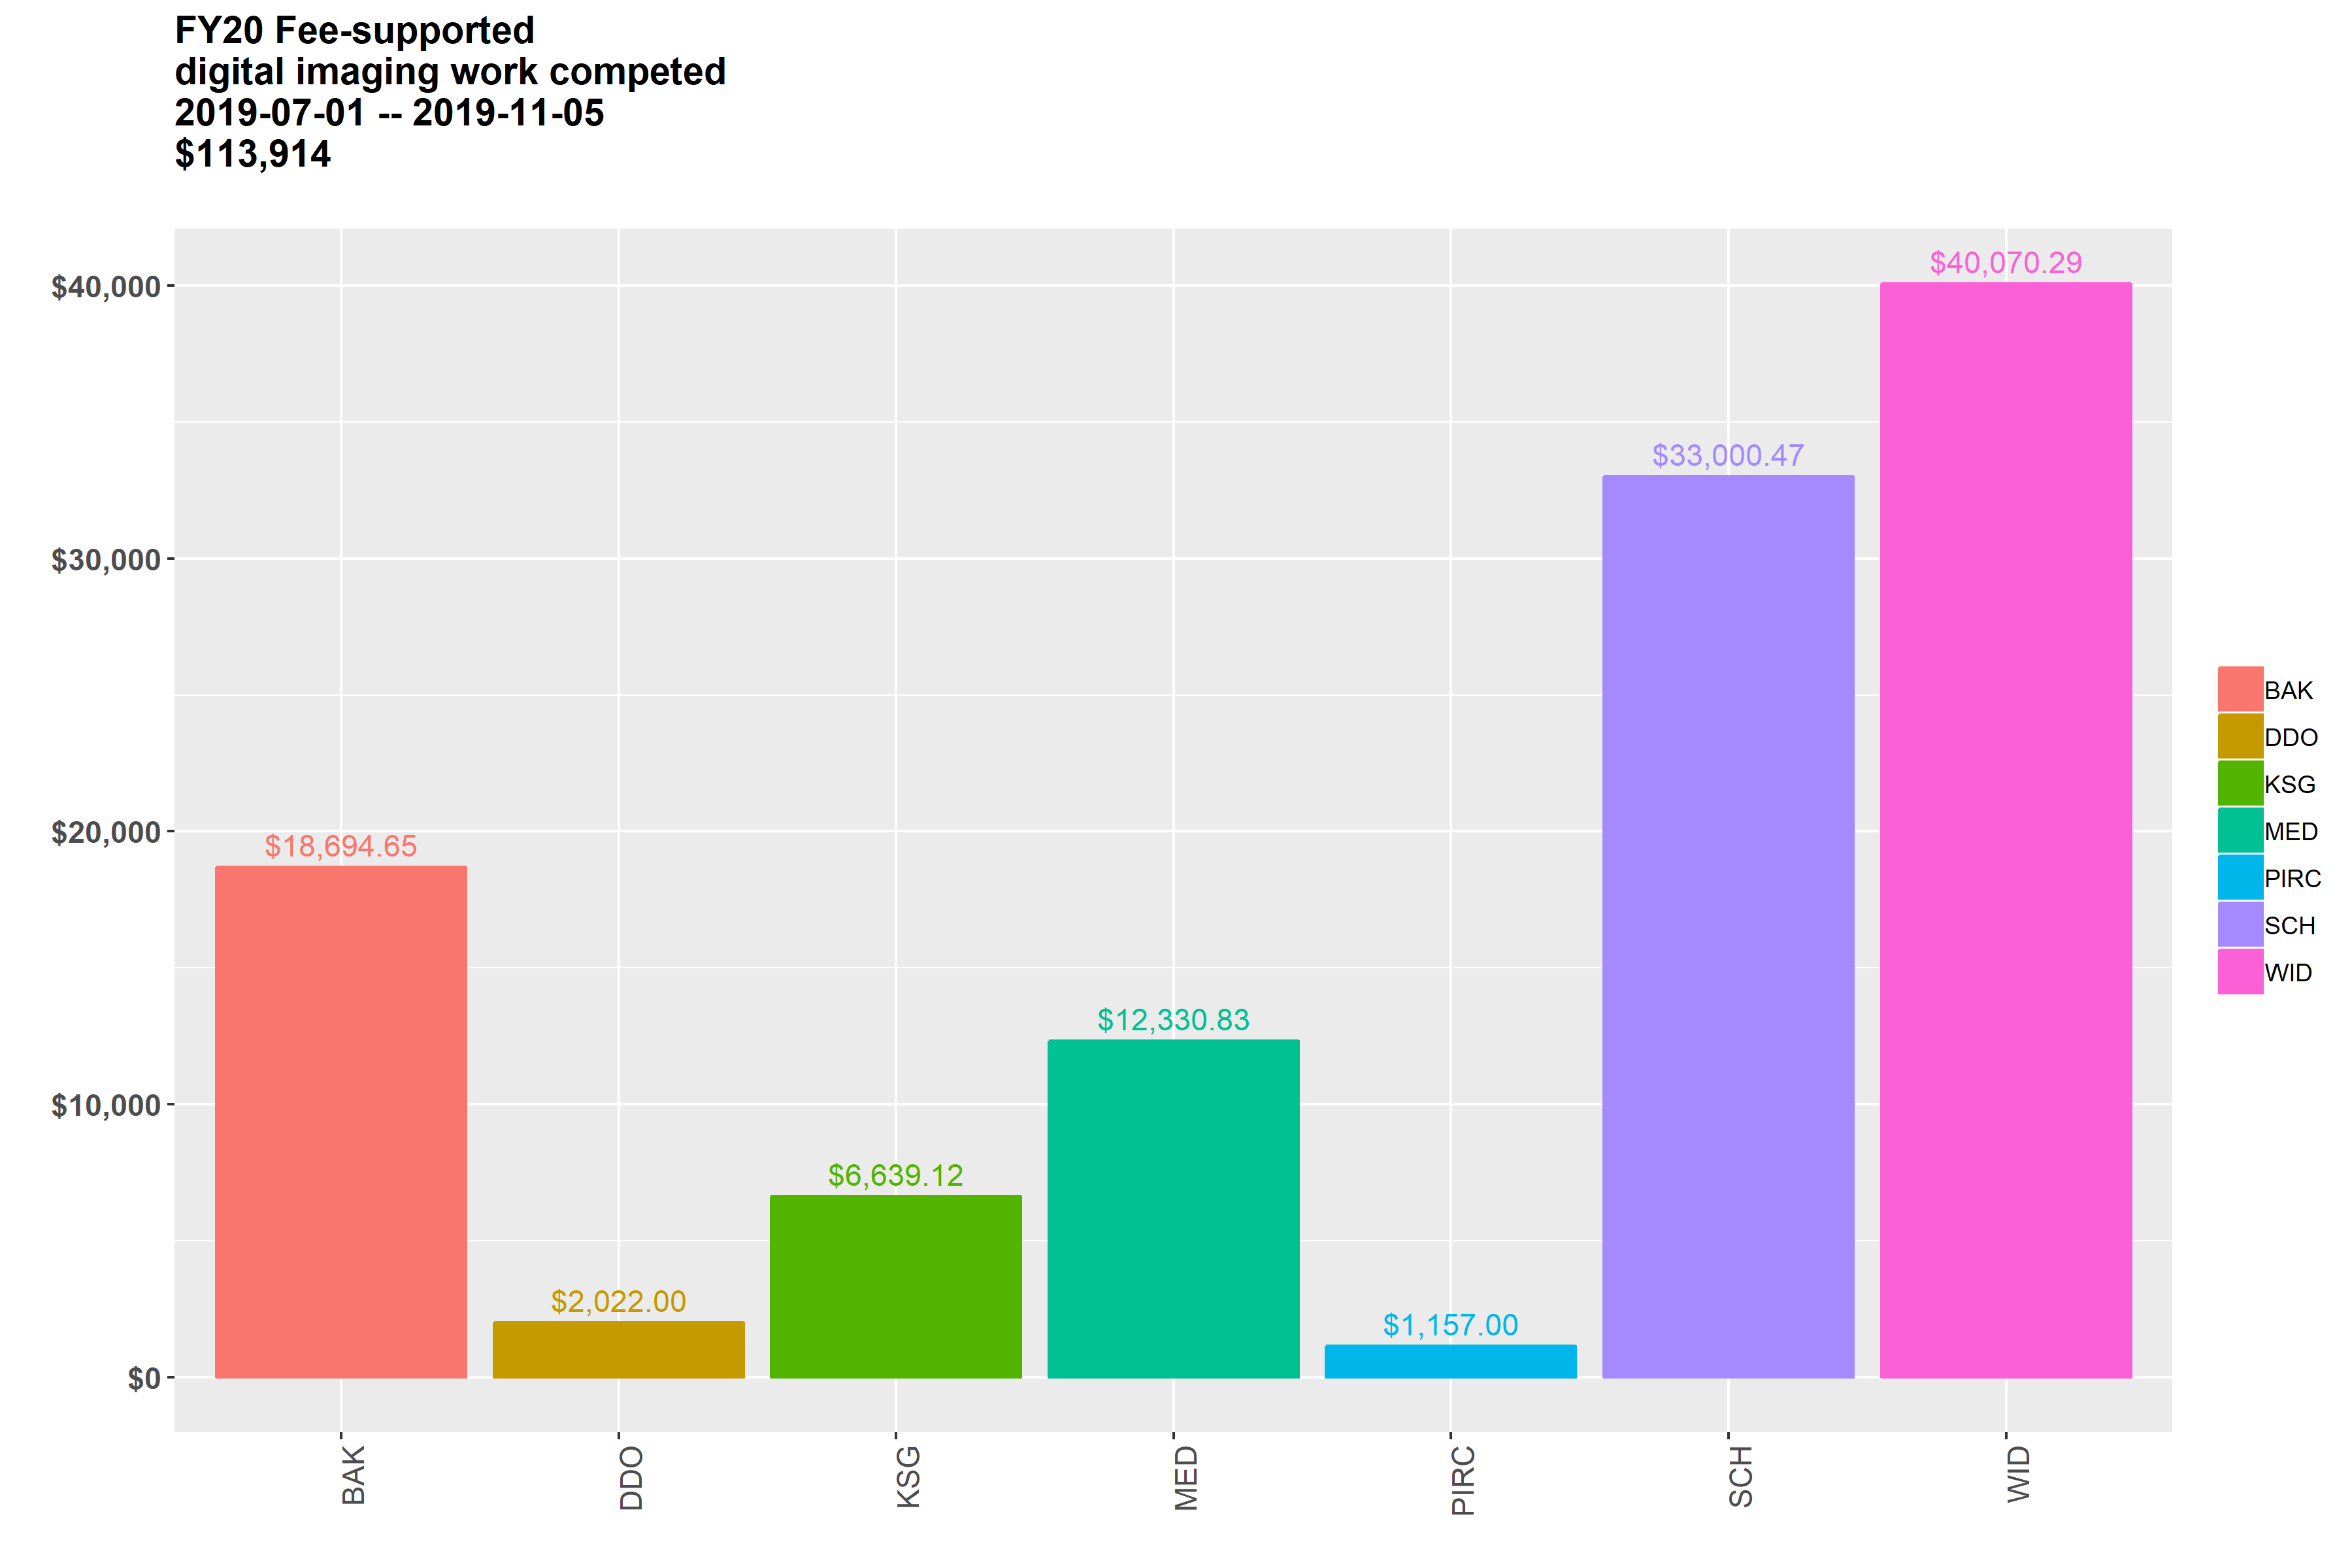 FY20 Fee-supported
digital imaging work competed
2019-07-01 -- 2019-11-05
$113,914
$40,000
$30,000
$20,000
$10,000
$0
$18,694.65
$2,022.00
$6,639.12
$12,330.83
$1,157.00
$33,000.47
$40,070.29
BAK
DDO
KSG
MED
PIRC
SCH
WID
BAK
DDO
KSG
MED
PIRC
SCH
WID